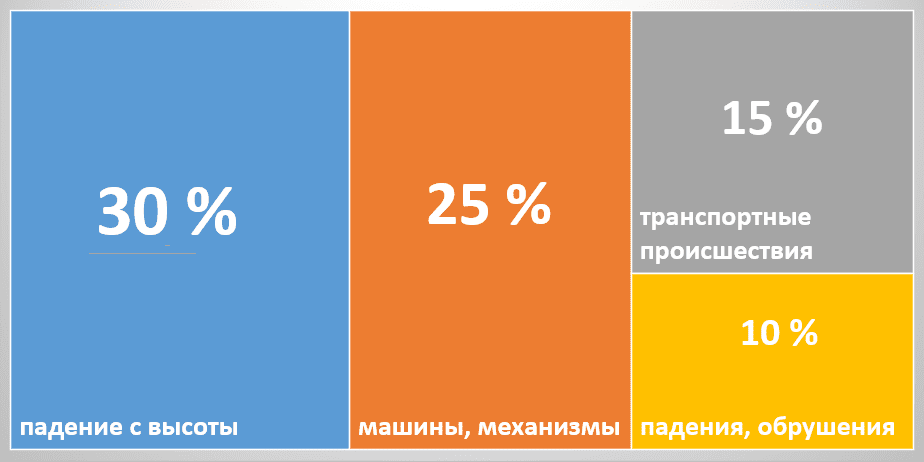 30 %
падение с высоты
25 %
машины, механизмы
15 %
транспортные
происшествия
10 %
падения, обрушения